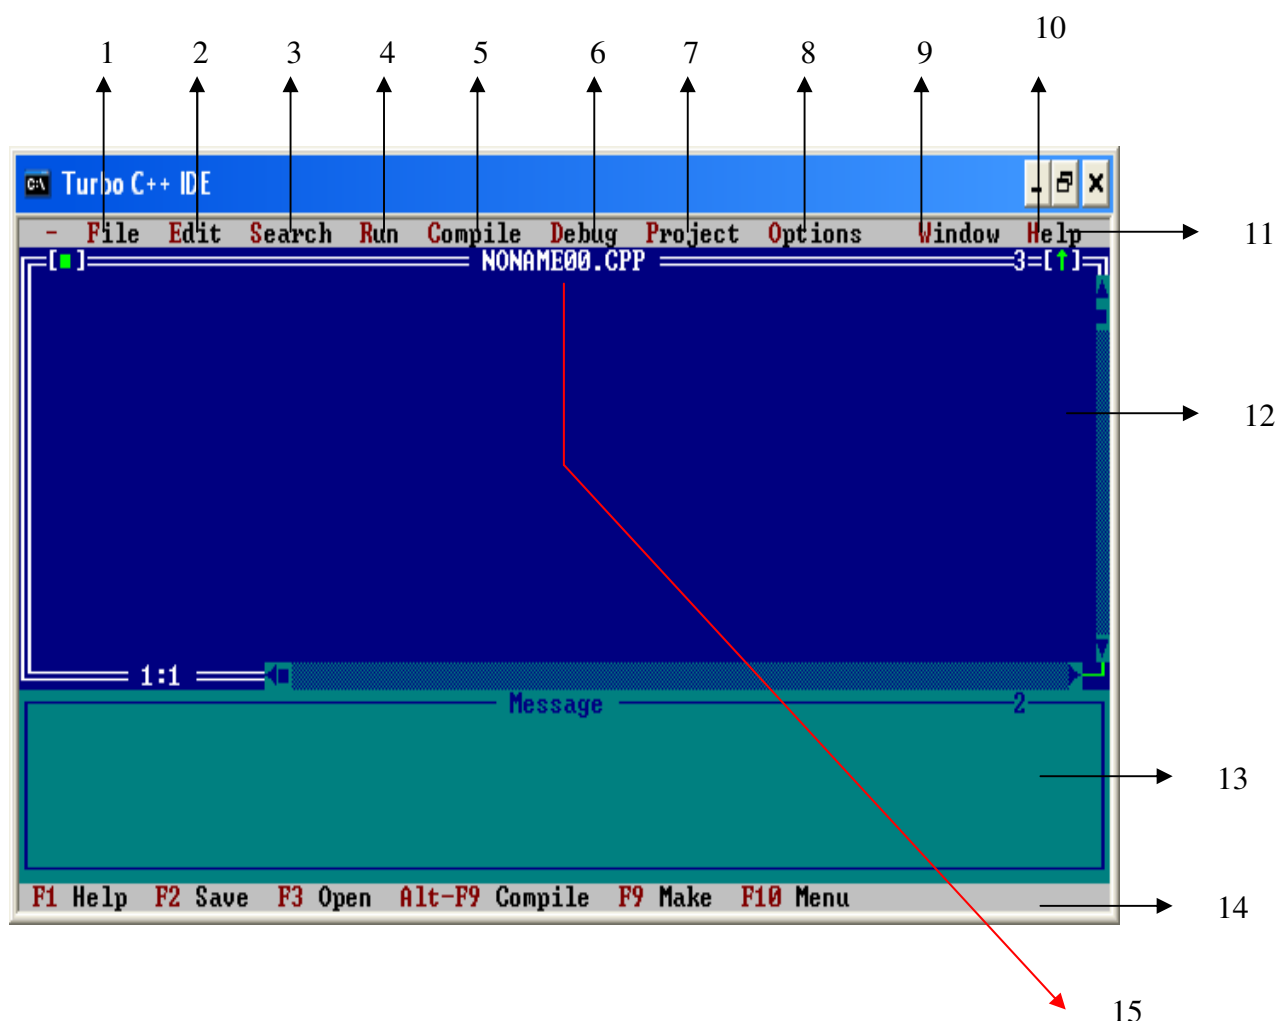 10
1 2 3 4 5 6 7 8 9
C:\ Turbo C++ IDE
- File Edit Search Run Compile Debug Project Options Window Help 11
[■] NONAME00.CPP 3=[↑]
12
1:1
Message 2
13
F1 Help F2 Save F3 Open Alt-F9 Compile F9 Make F10 Menu
14
15